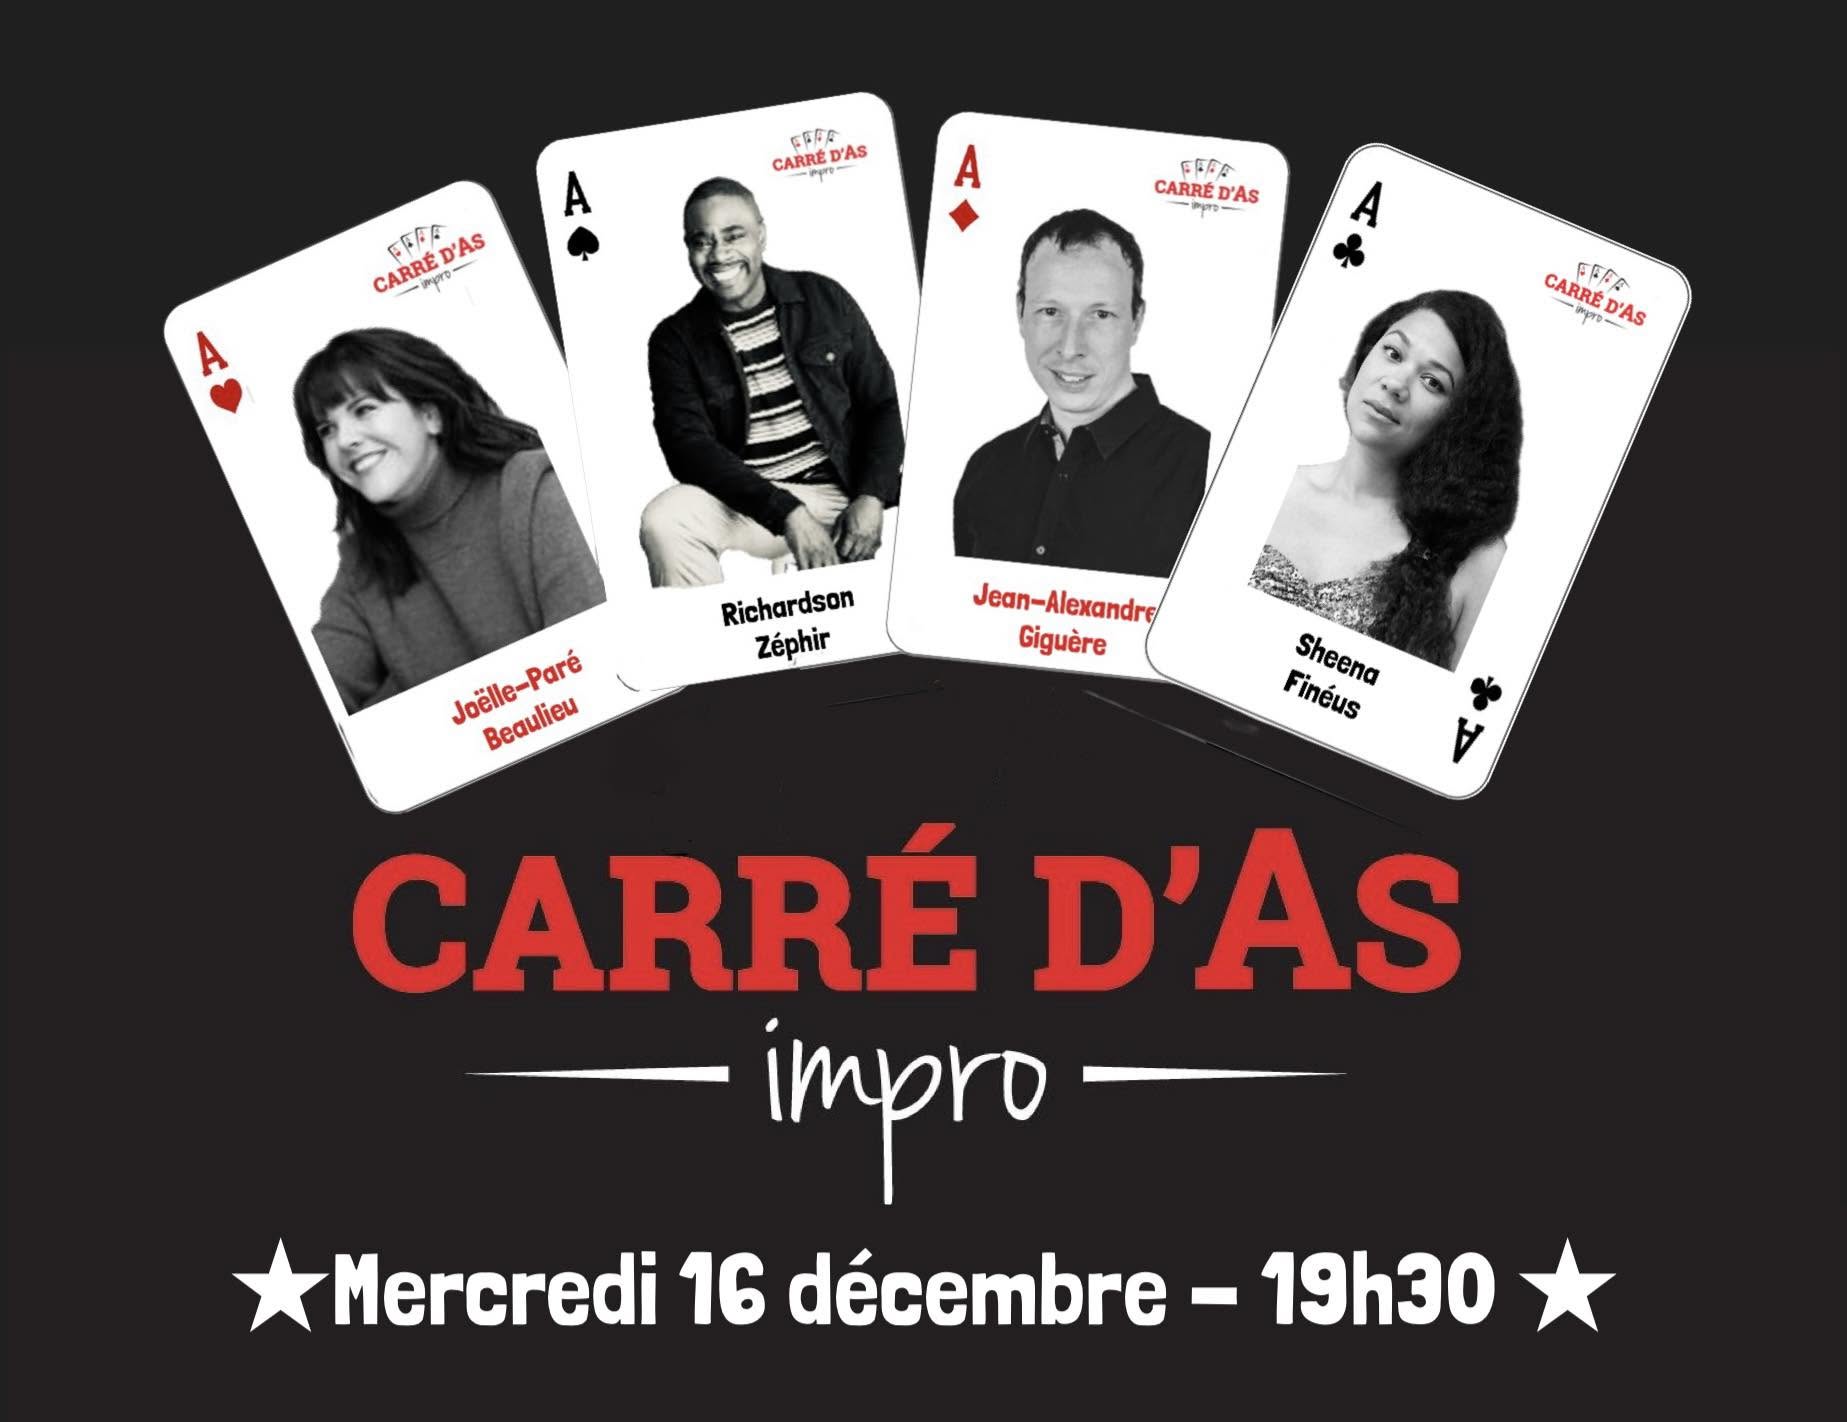 A
CARRÉ D'AS
impro
Joëlle-Paré
Beaulieu
A
CARRÉ D'AS
impro
Richardson
Zéphir
A
CARRÉ D'AS
impro
Jean-Alexandre
Giguère
A
CARRÉ D'AS
impro
Sheena
Finéus
A
CARRÉ D'AS
impro
★Mercredi 16 décembre – 19h30 ★